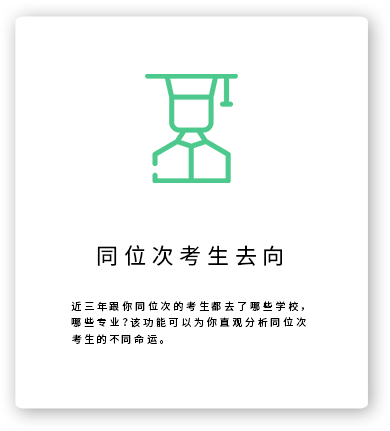 同位次考生去向
近三年跟你同位次的考生都去了哪些学校，
哪些专业?该功能可以为你直观分析同位次
考生的不同命运。